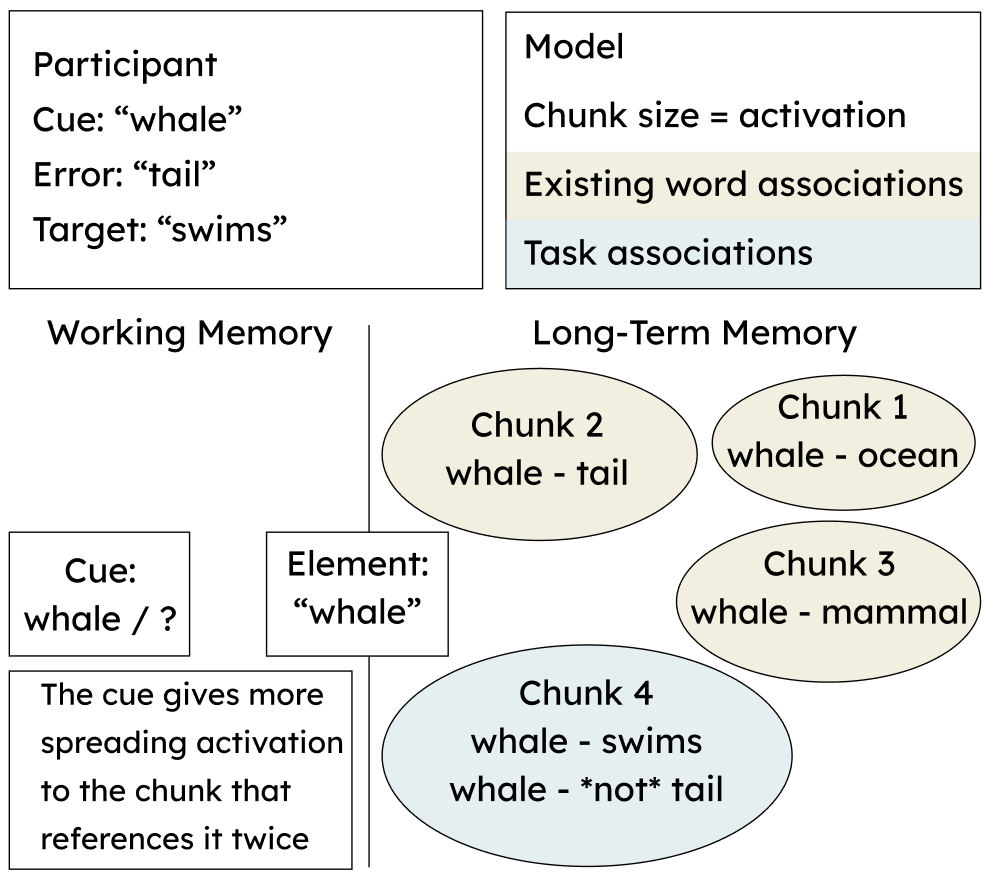 Participant
Cue: “whale”
Error: “tail”
Target: “swims”
Model
Chunk size = activation
Existing word associations
Task associations
Working Memory
Long-Term Memory
Chunk 2
whale - tail
Chunk 1
whale - ocean
Chunk 3
whale - mammal
Cue:
whale / ?
Element:
“whale”
The cue gives more
spreading activation
to the chunk that
references it twice
Chunk 4
whale - swims
whale - *not* tail